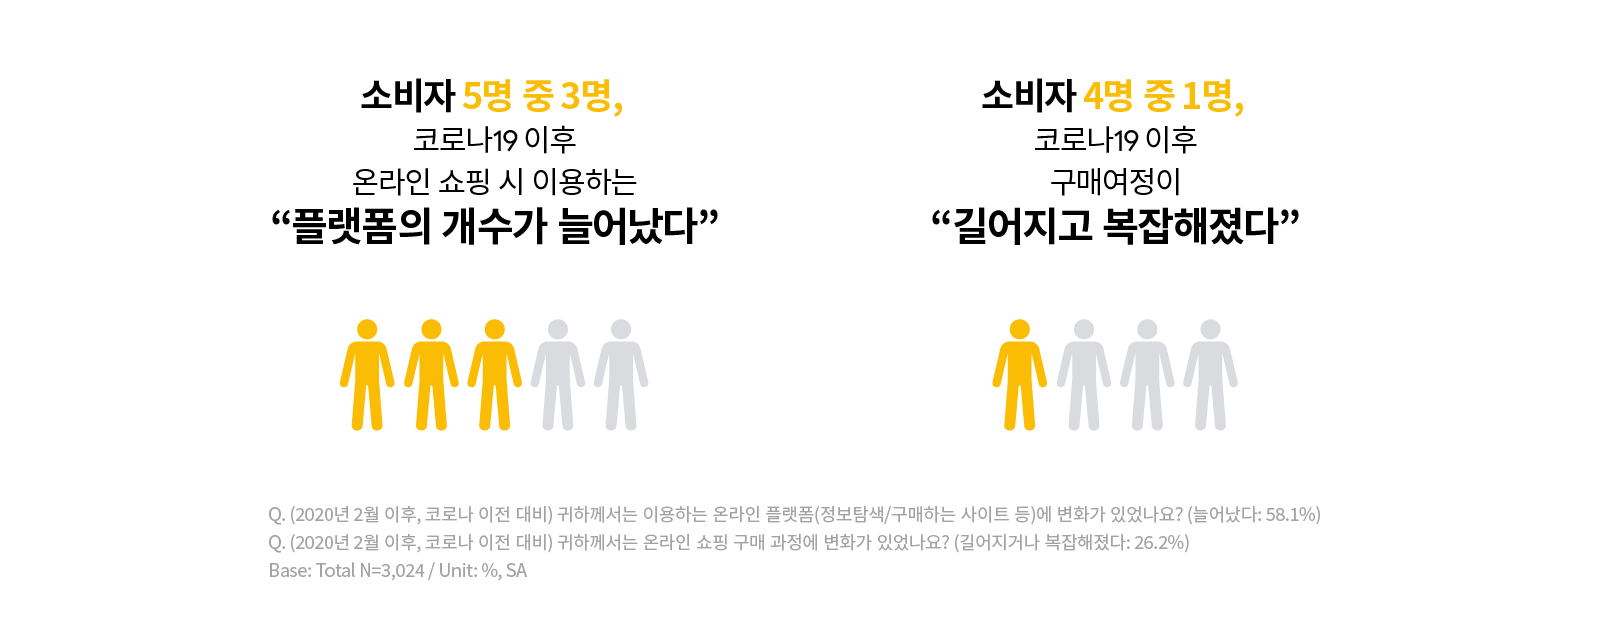 소비자 5명 중 3명,
코로나19 이후
온라인 쇼핑 시 이용하는
“플랫폼의 개수가 늘어났다”
소비자 4명 중 1명,
코로나19 이후
구매여정이
“길어지고 복잡해졌다”
Q. (2020년 2월 이후, 코로나 이전 대비) 귀하께서는 이용하는 온라인 플랫폼(정보탐색/구매하는 사이트 등)에 변화가 있었나요? (늘어났다: 58.1%)
Q. (2020년 2월 이후, 코로나 이전 대비) 귀하께서는 온라인 쇼핑 구매 과정에 변화가 있었나요? (길어지거나 복잡해졌다: 26.2%)
Base: Total N=3,024 / Unit: %, SA